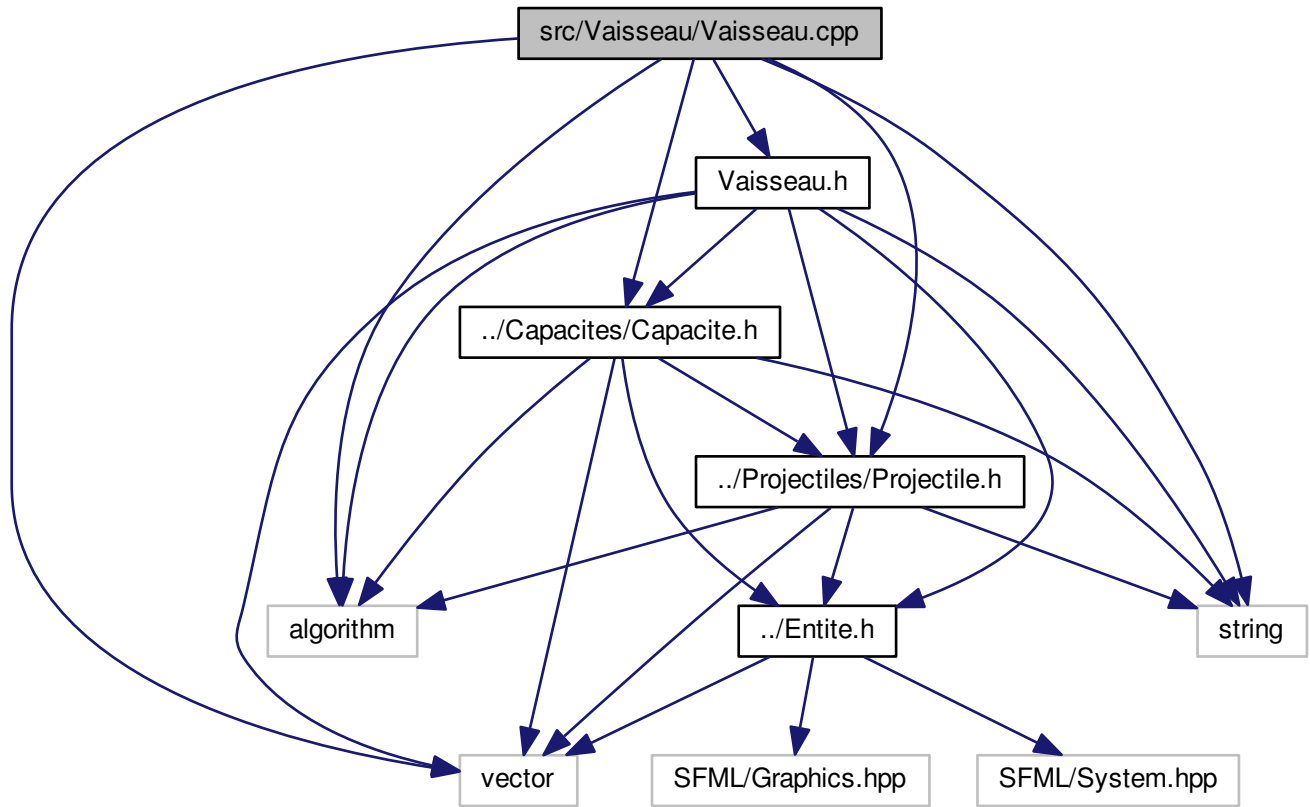 src/Vaisseau/Vaisseau.cpp
Vaisseau.h
../Capacites/Capacite.h
../Projectiles/Projectile.h
algorithm
../Entite.h
string
vector
SFML/Graphics.hpp
SFML/System.hpp